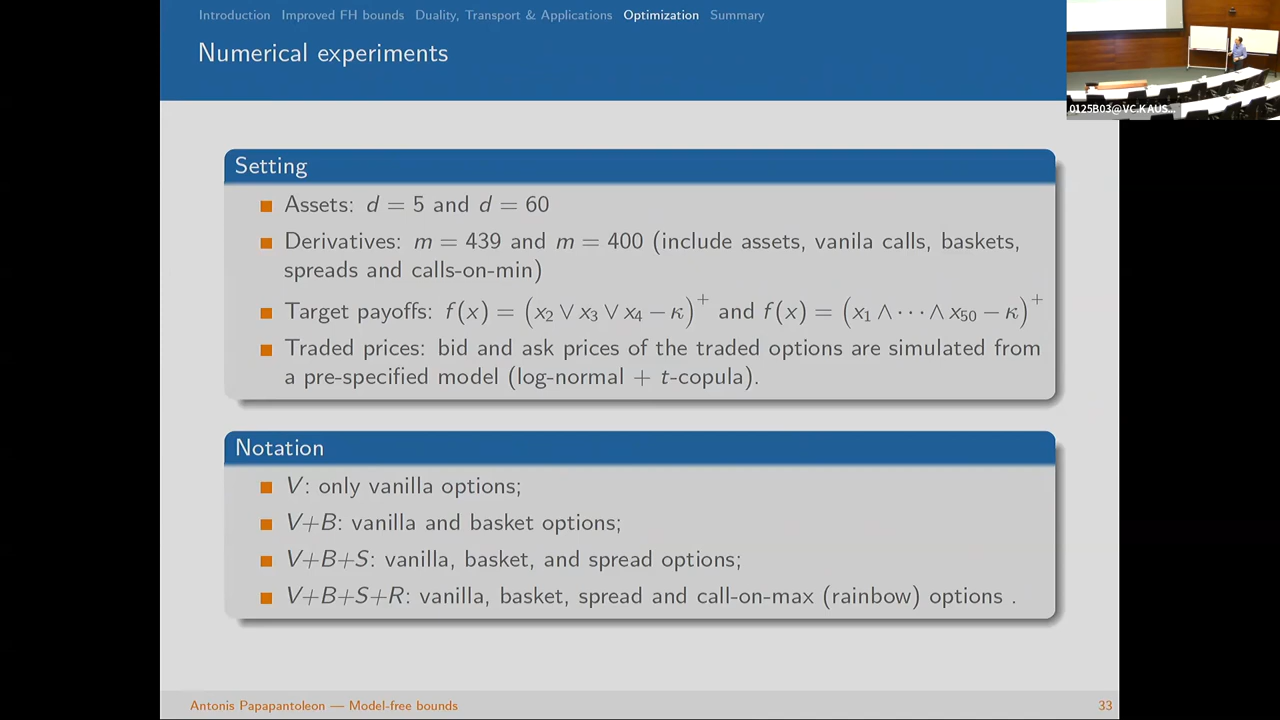 Introduction Improved FH bounds Duality, Transport & Applications Optimization Summary
Numerical experiments
0125B03@VC.KAUS...
Setting
Assets: d = 5 and d = 60
Derivatives: m = 439 and m = 400 (include assets, vanila calls, baskets,
spreads and calls-on-min)
Target payoffs: f(x) = (x₂ ∨ x₃ ∨ x₄ − κ)⁺ and f(x) = (x₁ ∧ ··· ∧ x₅₀ − κ)⁺
Traded prices: bid and ask prices of the traded options are simulated from
a pre-specified model (log-normal + t-copula).
Notation
V: only vanilla options;
V+B: vanilla and basket options;
V+B+S: vanilla, basket, and spread options;
V+B+S+R: vanilla, basket, spread and call-on-max (rainbow) options .
Antonis Papapantoleon — Model-free bounds 33